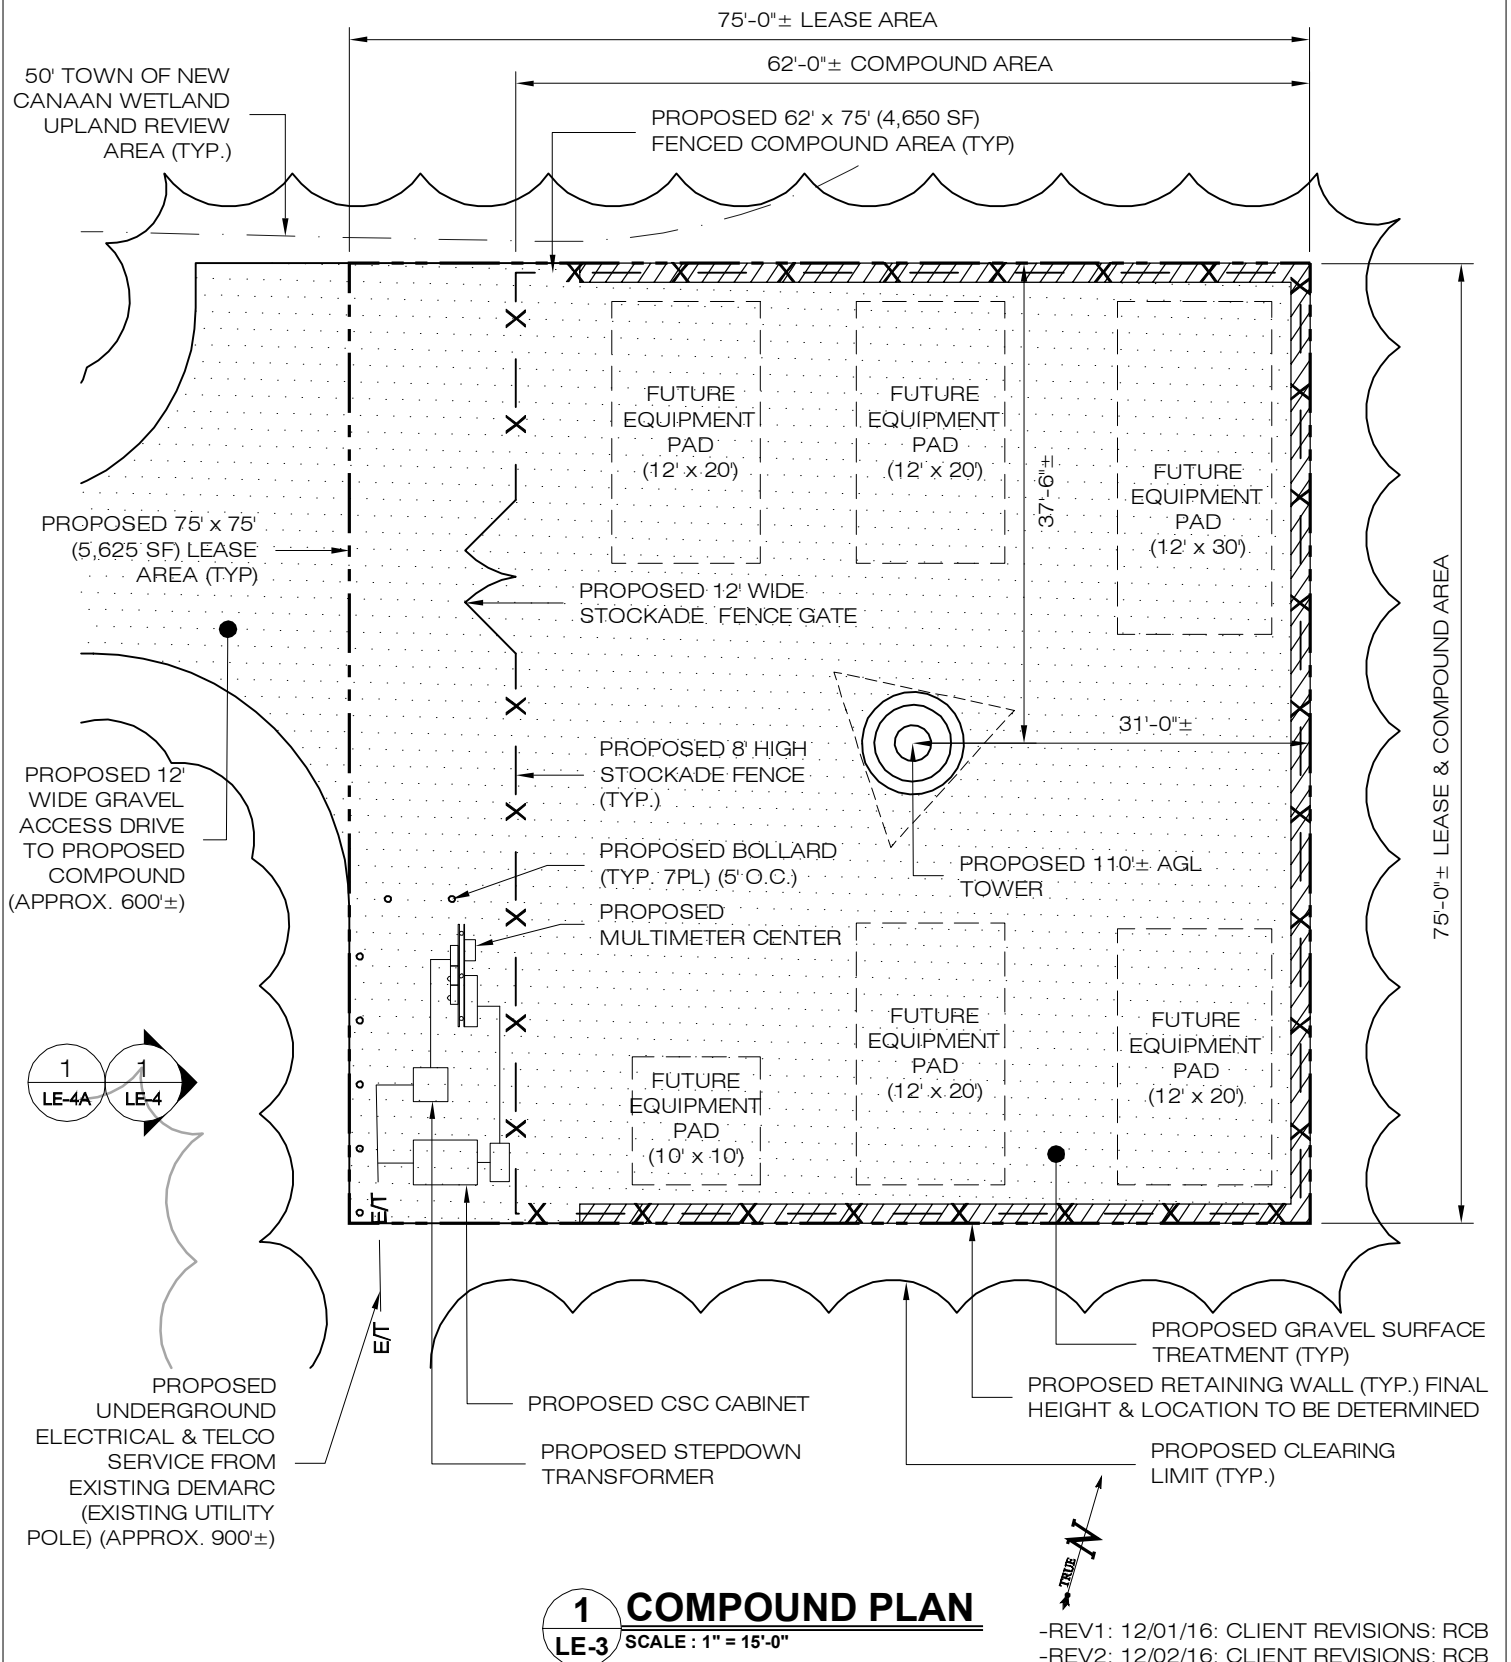 75'-0"± LEASE AREA
62'-0"± COMPOUND AREA
50' TOWN OF NEW
CANAAN WETLAND
UPLAND REVIEW
AREA (TYP.)
PROPOSED 62' x 75' (4,650 SF)
FENCED COMPOUND AREA (TYP)
FUTURE
EQUIPMENT
PAD
(12' x 20')
FUTURE
EQUIPMENT
PAD
(12' x 20')
FUTURE
EQUIPMENT
PAD
(12' x 30')
37'-6"±
PROPOSED 75' x 75'
(5,625 SF) LEASE
AREA (TYP)
PROPOSED 12' WIDE
STOCKADE FENCE GATE
75'-0"± LEASE & COMPOUND AREA
31'-0"±
PROPOSED 8' HIGH
STOCKADE FENCE
(TYP.)
PROPOSED 12'
WIDE GRAVEL
ACCESS DRIVE
TO PROPOSED
COMPOUND
(APPROX. 600'±)
PROPOSED BOLLARD
(TYP. 7PL) (5' O.C.)
PROPOSED 110'± AGL
TOWER
PROPOSED
MULTIMETER CENTER
FUTURE
EQUIPMENT
PAD
(12' x 20')
FUTURE
EQUIPMENT
PAD
(12' x 20')
FUTURE
EQUIPMENT
PAD
(10' x 10')
1
LE-4A
1
LE-4
E/T
E/T
PROPOSED GRAVEL SURFACE
TREATMENT (TYP)
PROPOSED RETAINING WALL (TYP.) FINAL
HEIGHT & LOCATION TO BE DETERMINED
PROPOSED CLEARING
LIMIT (TYP.)
PROPOSED
UNDERGROUND
ELECTRICAL & TELCO
SERVICE FROM
EXISTING DEMARC
(EXISTING UTILITY
POLE) (APPROX. 900'±)
PROPOSED CSC CABINET
PROPOSED STEPDOWN
TRANSFORMER
TRUE N
1
LE-3
COMPOUND PLAN
SCALE : 1" = 15'-0"
-REV1: 12/01/16: CLIENT REVISIONS: RCB
-REV2: 12/02/16: CLIENT REVISIONS: RCB